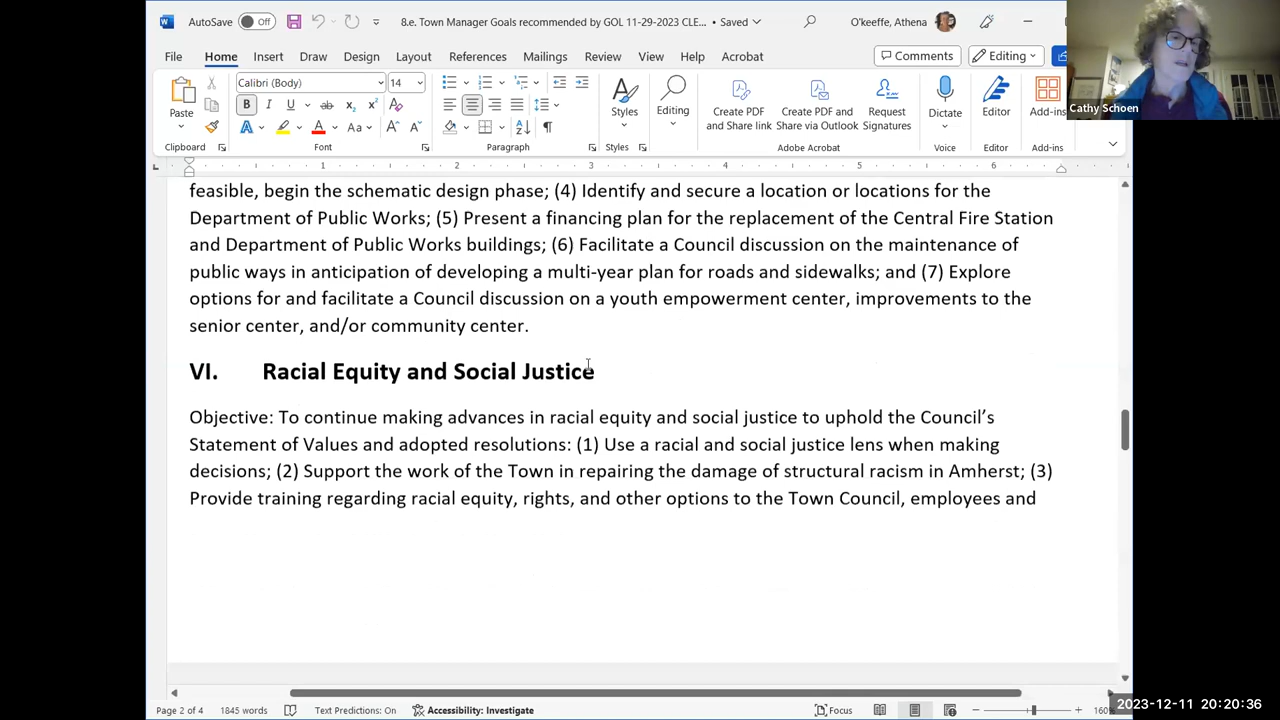 AutoSave Off 8.e. Town Manager Goals recommended by GOL 11-29-2023 CLE... • Saved O'keeffe, Athena
File Home Insert Draw Design Layout References Mailings Review View Help Acrobat Comments Editing
Cathy Schoen
Calibri (Body) 14
Paste Styles Editing Create PDF and Share link Create PDF and Share via Outlook Request Signatures Dictate Editor Add-ins
Clipboard Font Paragraph Styles Adobe Acrobat Voice Editor Add-ins
1 2 3 4 5 6
feasible, begin the schematic design phase; (4) Identify and secure a location or locations for the
Department of Public Works; (5) Present a financing plan for the replacement of the Central Fire Station
and Department of Public Works buildings; (6) Facilitate a Council discussion on the maintenance of
public ways in anticipation of developing a multi-year plan for roads and sidewalks; and (7) Explore
options for and facilitate a Council discussion on a youth empowerment center, improvements to the
senior center, and/or community center.
VI. Racial Equity and Social Justice
Objective: To continue making advances in racial equity and social justice to uphold the Council's
Statement of Values and adopted resolutions: (1) Use a racial and social justice lens when making
decisions; (2) Support the work of the Town in repairing the damage of structural racism in Amherst; (3)
Provide training regarding racial equity, rights, and other options to the Town Council, employees and
Page 2 of 4 1845 words Text Predictions: On Accessibility: Investigate Focus 160%
2023-12-11 20:20:36